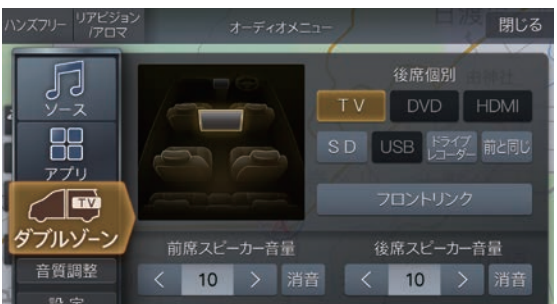 ハンズフリー
リアビジョン
/アロマ
オーディオメニュー
閉じる
ソース
アプリ
TV
ダブルゾーン
音質調整
設定
後席個別
TV
DVD
HDMI
SD
USB
ドライブ
レコーダー
前と同じ
フロントリンク
前席スピーカー音量
後席スピーカー音量
< 10 > 消音
< 10 > 消音